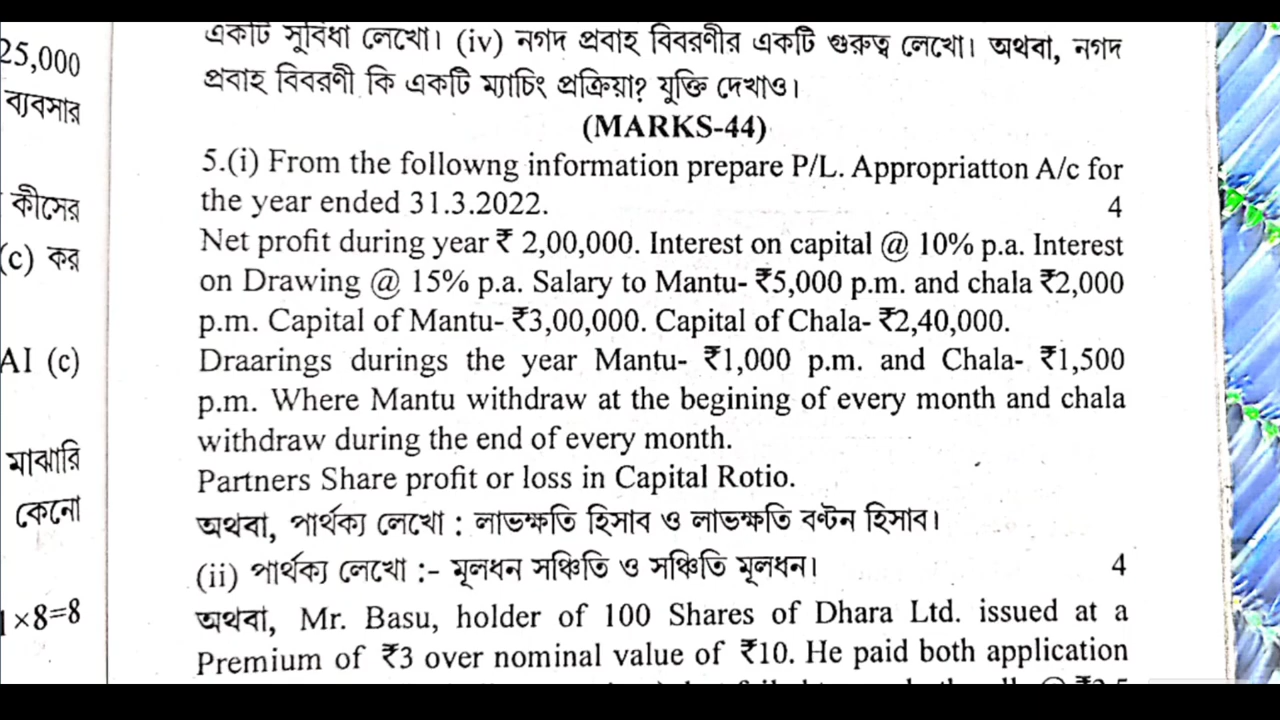 25,000
ব্যবসার
কীসের
(c) কর
AI (c)
মাঝারি
কেনো
1×8=8
একটি সুবিধা লেখো। (iv) নগদ প্রবাহ বিবরণীর একটি গুরুত্ব লেখো। অথবা, নগদ
প্রবাহ বিবরণী কি একটি ম্যাচিং প্রক্রিয়া? যুক্তি দেখাও।
(MARKS-44)
5.(i) From the followng information prepare P/L. Appropriatton A/c for
the year ended 31.3.2022. 4
Net profit during year ₹ 2,00,000. Interest on capital @ 10% p.a. Interest
on Drawing @ 15% p.a. Salary to Mantu- ₹5,000 p.m. and chala ₹2,000
p.m. Capital of Mantu- ₹3,00,000. Capital of Chala- ₹2,40,000.
Draarings durings the year Mantu- ₹1,000 p.m. and Chala- ₹1,500
p.m. Where Mantu withdraw at the begining of every month and chala
withdraw during the end of every month.
Partners Share profit or loss in Capital Rotio.
অথবা, পার্থক্য লেখো : লাভক্ষতি হিসাব ও লাভক্ষতি বণ্টন হিসাব।
(ii) পার্থক্য লেখো :- মূলধন সঞ্চিতি ও সঞ্চিতি মূলধন। 4
অথবা, Mr. Basu, holder of 100 Shares of Dhara Ltd. issued at a
Premium of ₹3 over nominal value of ₹10. He paid both application